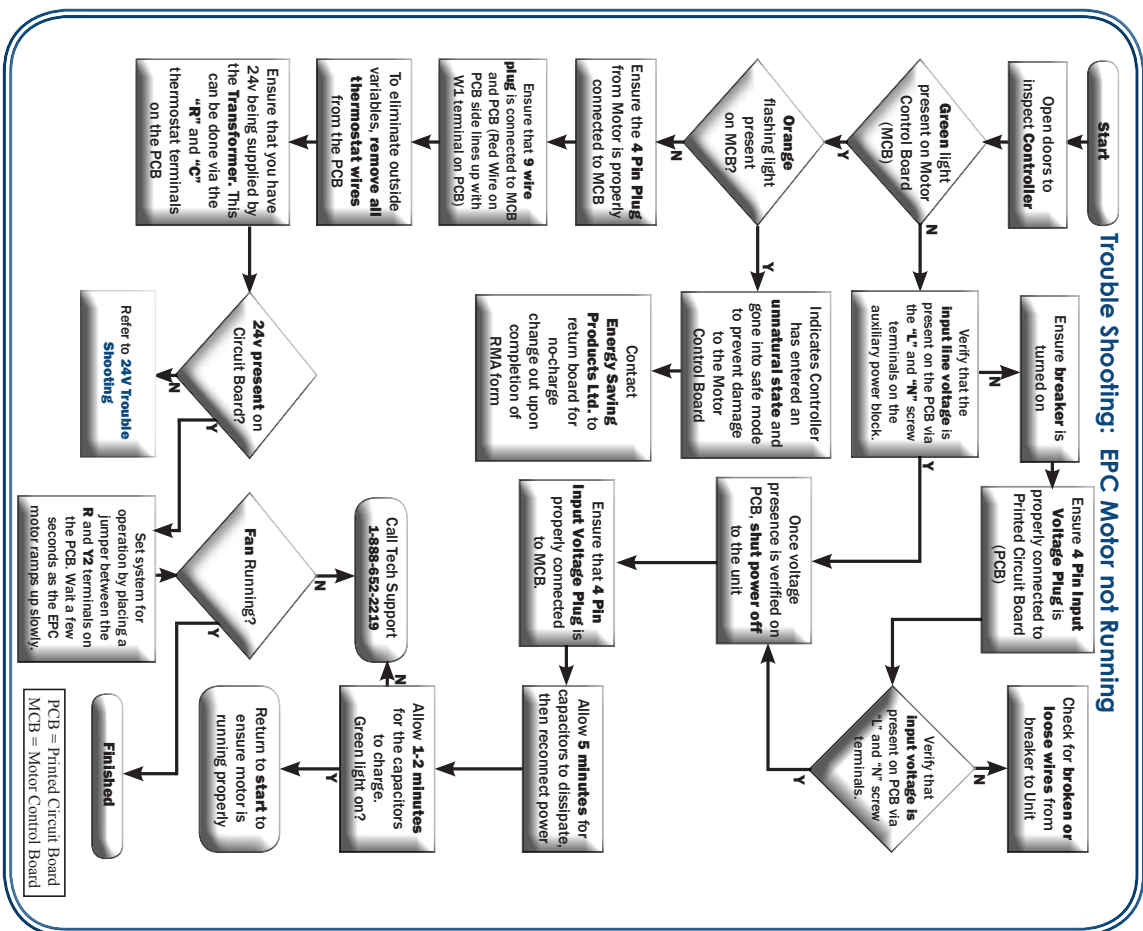 Trouble Shooting: EPC Motor not Running
Start
Open doors to
inspect Controller
Green light
present on Motor
Control Board
(MCB)
N
Y
Verify that the
input line voltage is
present on the PCB via
the "L" and "N" screw
terminals on the
auxiliary power block.
N
Y
Ensure breaker is
turned on
Ensure 4 Pin Input
Voltage Plug is
properly connected to
Printed Circuit Board
(PCB)
Verify that
input voltage is
present on PCB via
"L" and "N" screw
terminals.
N
Y
Check for broken or
loose wires from
breaker to Unit
Once voltage
presence is verified on
PCB, shut power off
to the unit
Ensure that 4 Pin
Input Voltage Plug is
properly connected
to MCB.
Allow 5 minutes for
capacitors to dissipate,
then reconnect power
Allow 1-2 minutes
for the capacitors
to charge.
Green light on?
N
Y
Call Tech Support
1-888-652-2219
Return to start to
ensure motor is
running properly
Orange
flashing light
present
on MCB?
Y
N
Indicates Controller
has entered an
unnatural state and
gone into safe mode
to prevent damage
to the Motor
Control Board
Contact
Energy Saving
Products Ltd. to
return board for
no-charge
change out upon
completion of
RMA form
Ensure the 4 Pin Plug
from Motor is properly
connected to MCB
Ensure that 9 wire
plug is connected to MCB
and PCB (Red Wire on
PCB side lines up with
W1 terminal on PCB)
To eliminate outside
variables, remove all
thermostat wires
from the PCB
Ensure that you have
24v being supplied by
the Transformer. This
can be done via the
"R" and "C"
thermostat terminals
on the PCB
24v present on
Circuit Board?
N
Y
Refer to 24V Trouble
Shooting
Set system for
operation by placing a
jumper between the
R and Y2 terminals on
the PCB. Wait a few
seconds as the EPC
motor ramps up slowly.
Fan Running?
N
Y
Finished
PCB = Printed Circuit Board
MCB = Motor Control Board